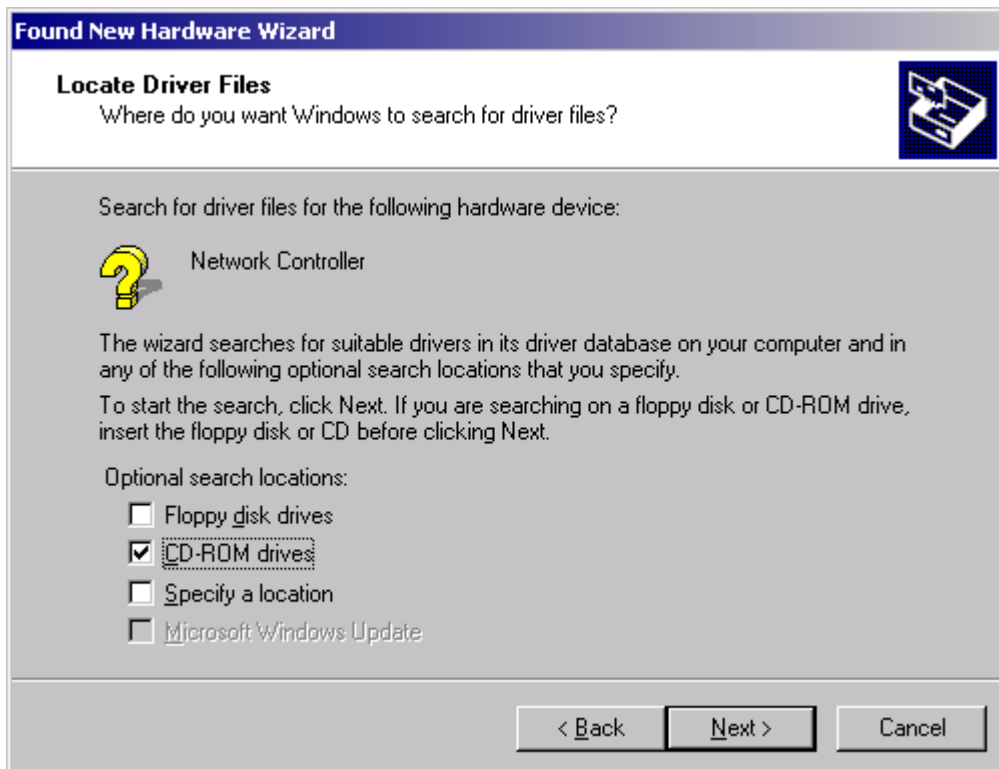 Found New Hardware Wizard
Locate Driver Files
Where do you want Windows to search for driver files?
Search for driver files for the following hardware device:
Network Controller
The wizard searches for suitable drivers in its driver database on your computer and in
any of the following optional search locations that you specify.
To start the search, click Next. If you are searching on a floppy disk or CD-ROM drive,
insert the floppy disk or CD before clicking Next.
Optional search locations:
Floppy disk drives
CD-ROM drives
Specify a location
Microsoft Windows Update
< Back Next > Cancel